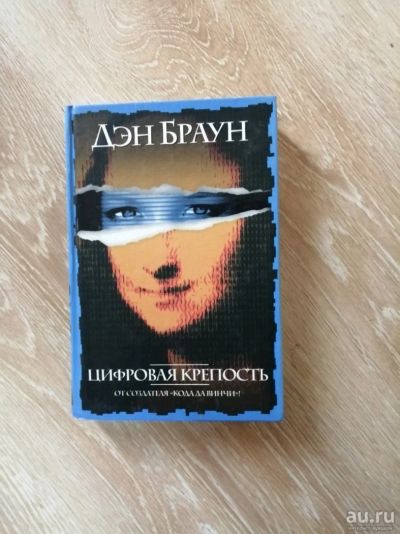 ДЭН БРАУН
ЦИФРОВАЯ КРЕПОСТЬ
ОТ СОЗДАТЕЛЯ «КОДА ДА ВИНЧИ»!
au.ru